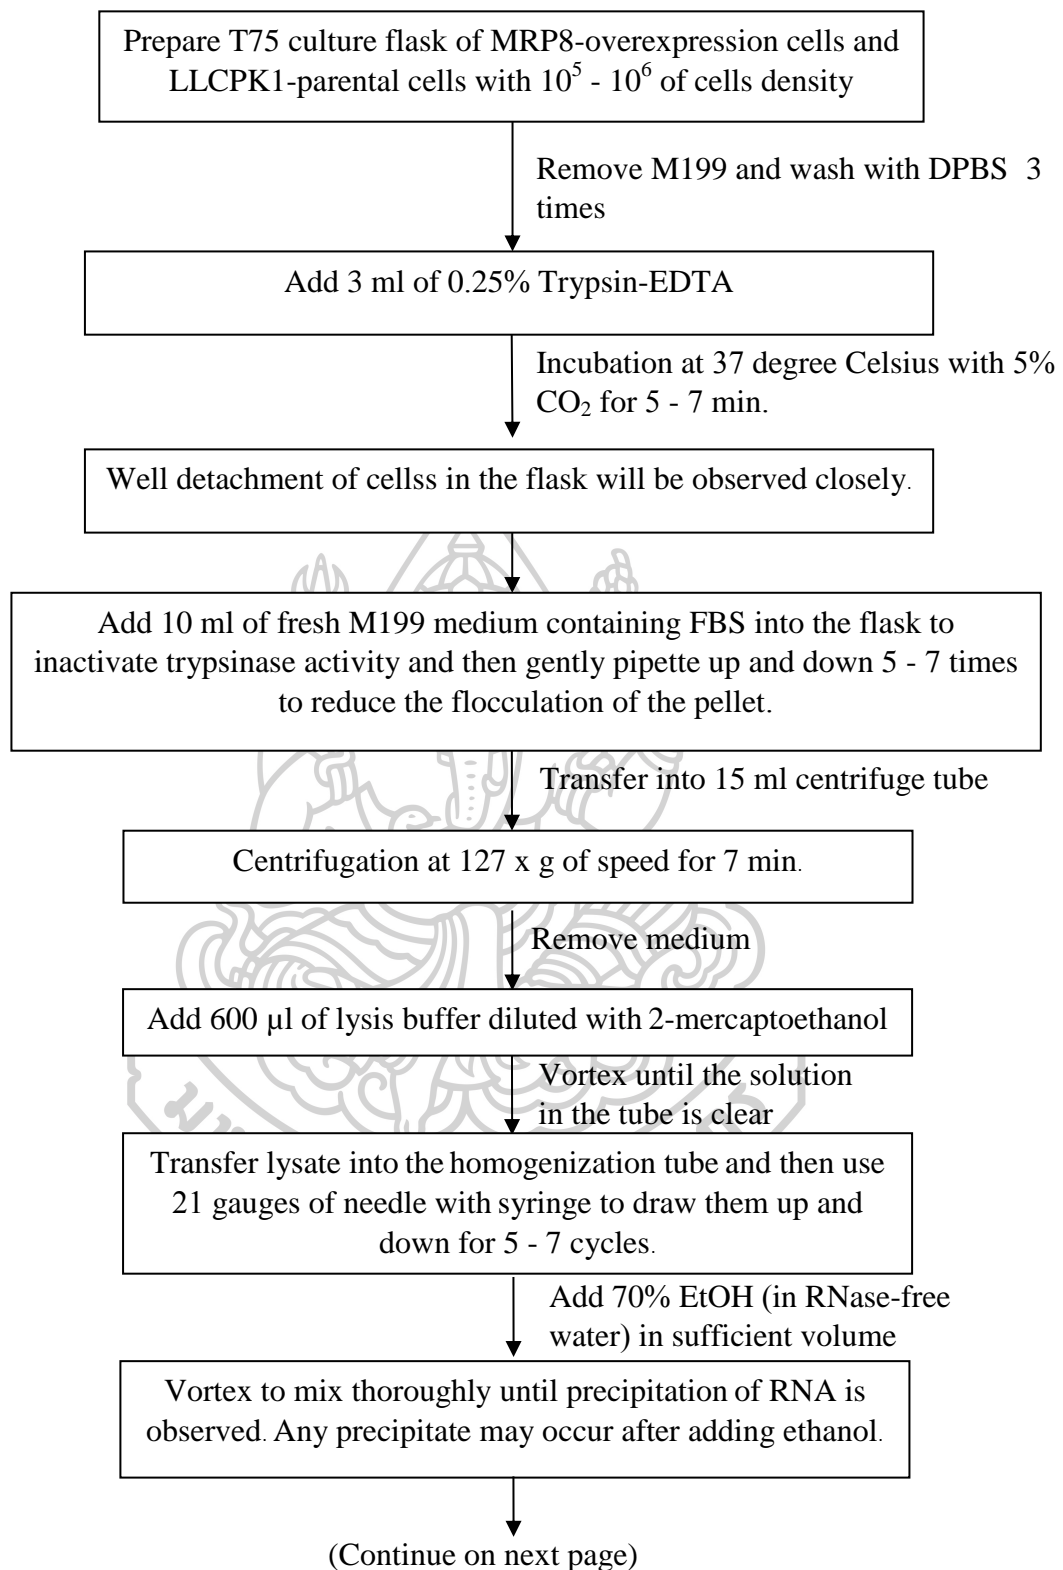 Prepare T75 culture flask of MRP8-overexpression cells and
LLCPK1-parental cells with 10⁵ - 10⁶ of cells density
Remove M199 and wash with DPBS 3
times
Add 3 ml of 0.25% Trypsin-EDTA
Incubation at 37 degree Celsius with 5%
CO₂ for 5 - 7 min.
Well detachment of cellss in the flask will be observed closely.
Add 10 ml of fresh M199 medium containing FBS into the flask to
inactivate trypsinase activity and then gently pipette up and down 5 - 7 times
to reduce the flocculation of the pellet.
Transfer into 15 ml centrifuge tube
Centrifugation at 127 x g of speed for 7 min.
Remove medium
Add 600 µl of lysis buffer diluted with 2-mercaptoethanol
Vortex until the solution
in the tube is clear
Transfer lysate into the homogenization tube and then use
21 gauges of needle with syringe to draw them up and
down for 5 - 7 cycles.
Add 70% EtOH (in RNase-free
water) in sufficient volume
Vortex to mix thoroughly until precipitation of RNA is
observed. Any precipitate may occur after adding ethanol.
(Continue on next page)